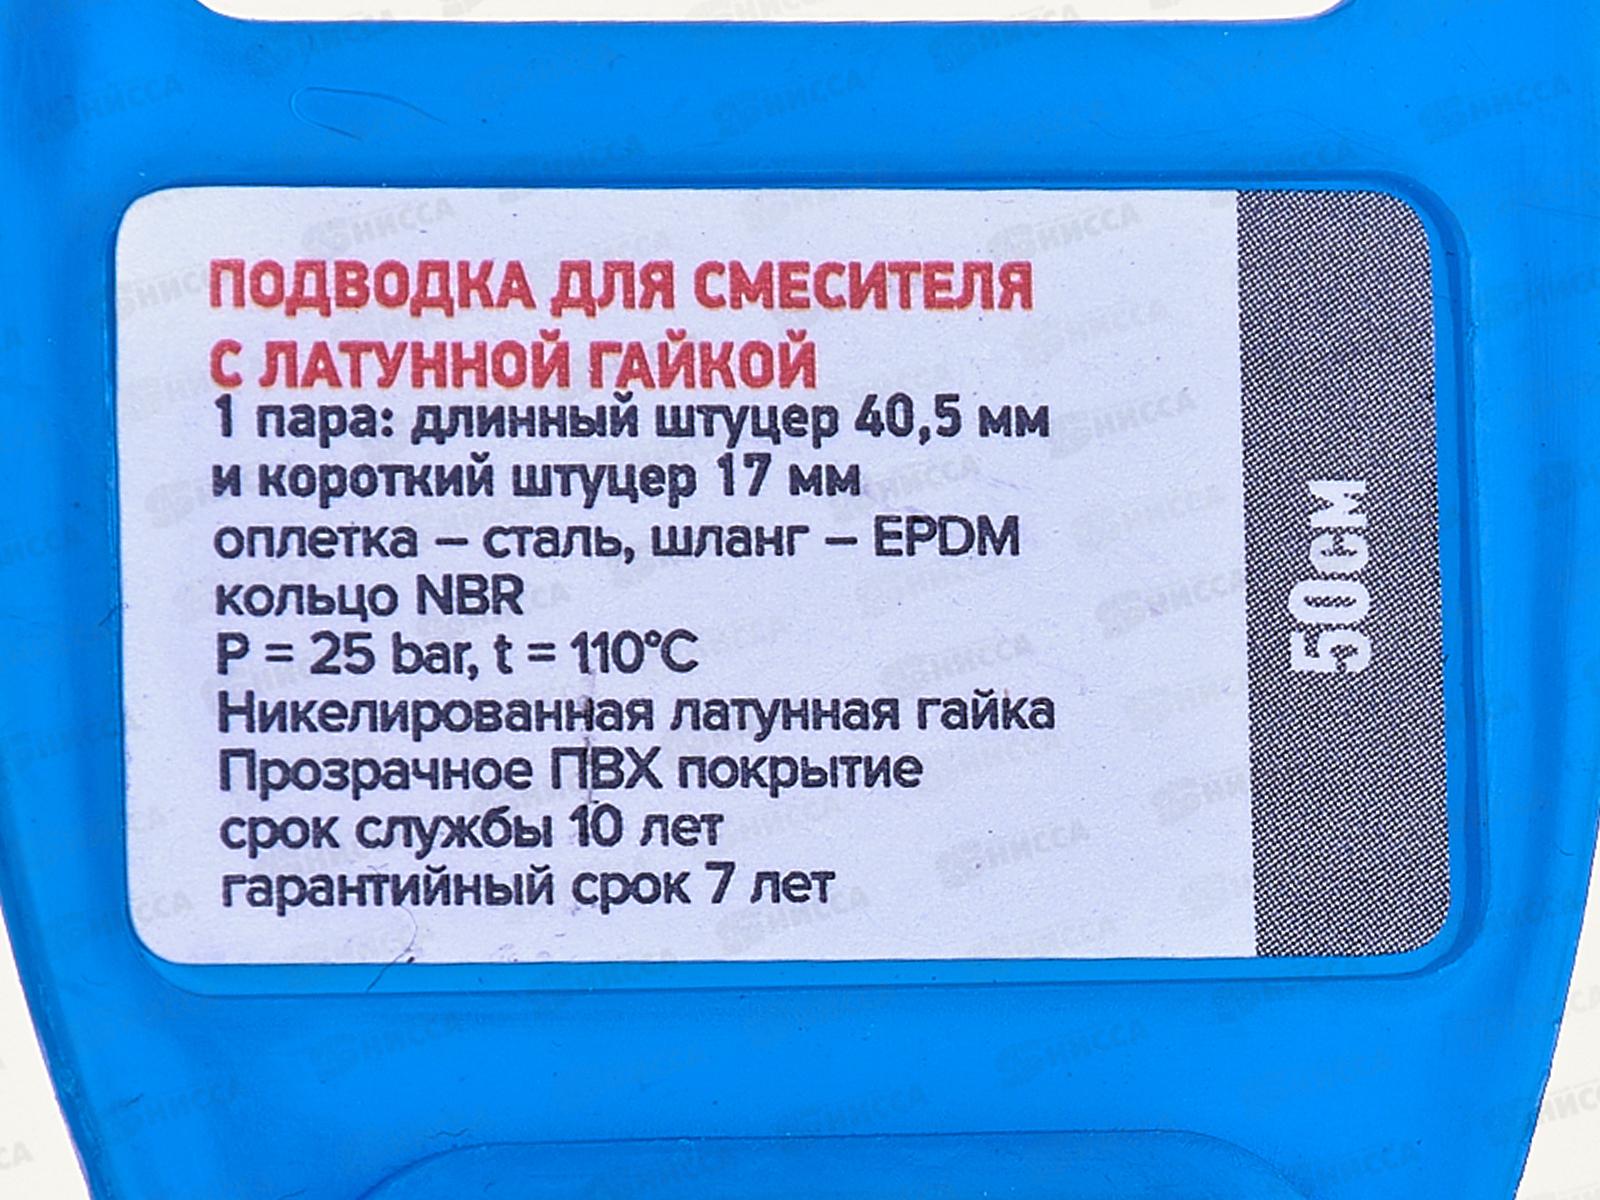 ПОДВОДКА ДЛЯ СМЕСИТЕЛЯ
С ЛАТУННОЙ ГАЙКОЙ
1 пара: длинный штуцер 40,5 мм
и короткий штуцер 17 мм
оплетка – сталь, шланг – EPDM
кольцо NBR
P = 25 bar, t = 110°C
Никелированная латунная гайка
Прозрачное ПВХ покрытие
срок службы 10 лет
гарантийный срок 7 лет
50см
НИССА